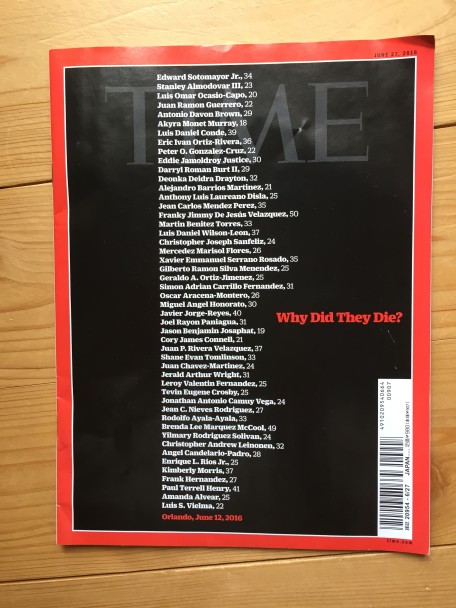 JUNE 27, 2016
TIME
Edward Sotomayor Jr., 34
Stanley Almodovar III, 23
Luis Omar Ocasio-Capo, 20
Juan Ramon Guerrero, 22
Antonio Davon Brown, 29
Akyra Monet Murray, 18
Luis Daniel Conde, 39
Eric Ivan Ortiz-Rivera, 36
Peter O. Gonzalez-Cruz, 22
Eddie Jamoldroy Justice, 30
Darryl Roman Burt II, 29
Deonka Deidra Drayton, 32
Alejandro Barrios Martinez, 21
Anthony Luis Laureano Disla, 25
Jean Carlos Mendez Perez, 35
Franky Jimmy De Jesús Velazquez, 50
Martin Benitez Torres, 33
Luis Daniel Wilson-Leon, 37
Christopher Joseph Sanfeliz, 24
Mercedez Marisol Flores, 26
Xavier Emmanuel Serrano Rosado, 35
Gilberto Ramon Silva Menendez, 25
Geraldo A. Ortiz-Jimenez, 25
Simon Adrian Carrillo Fernandez, 31
Oscar Aracena-Montero, 26
Miguel Angel Honorato, 30
Javier Jorge-Reyes, 40
Joel Rayon Paniagua, 31
Jason Benjamin Josaphat, 19
Cory James Connell, 21
Juan P. Rivera Velazquez, 37
Shane Evan Tomlinson, 33
Juan Chavez-Martinez, 24
Jerald Arthur Wright, 31
Leroy Valentin Fernandez, 25
Tevin Eugene Crosby, 25
Jonathan Antonio Camuy Vega, 24
Jean C. Nieves Rodriguez, 27
Rodolfo Ayala-Ayala, 33
Brenda Lee Marquez McCool, 49
Yilmary Rodriguez Solivan, 24
Christopher Andrew Leinonen, 32
Angel Candelario-Padro, 28
Enrique L. Rios Jr., 25
Kimberly Morris, 37
Frank Hernandez, 27
Paul Terrell Henry, 41
Amanda Alvear, 25
Luis S. Vielma, 22
Orlando, June 12, 2016
Why Did They Die?
4910209540664
00907
雑誌 20954-6/27
JAPAN
time.com